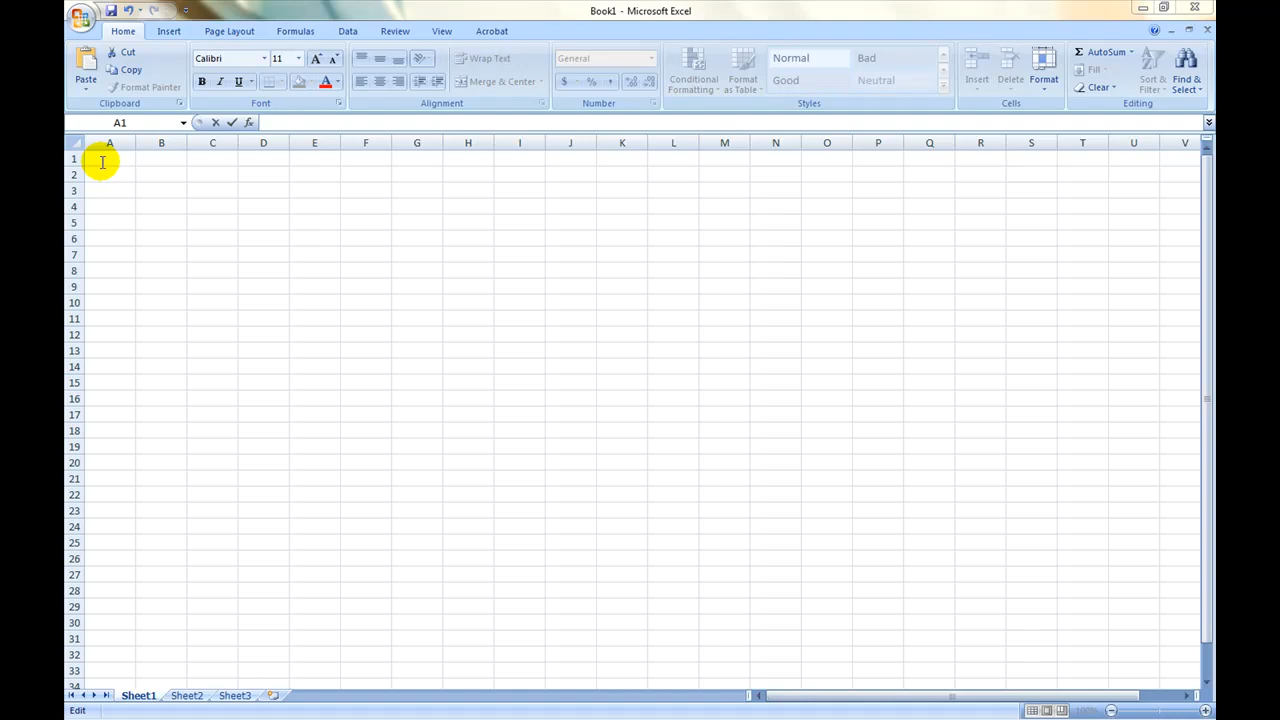 Book1 - Microsoft Excel
Home Insert Page Layout Formulas Data Review View Acrobat
Paste
Cut
Copy
Format Painter
Clipboard
Calibri 11
B I U A
Font
Wrap Text
Merge & Center
Alignment
General
$ % ,
Number
Conditional Formatting
Format as Table
Normal Bad
Good Neutral
Styles
Insert Delete Format
Cells
Σ AutoSum
Fill
Clear
Sort & Filter
Find & Select
Editing
A1 fx
A B C D E F G H I J K L M N O P Q R S T U V
1
2
3
4
5
6
7
8
9
10
11
12
13
14
15
16
17
18
19
20
21
22
23
24
25
26
27
28
29
30
31
32
33
34
Sheet1 Sheet2 Sheet3
Edit 100%